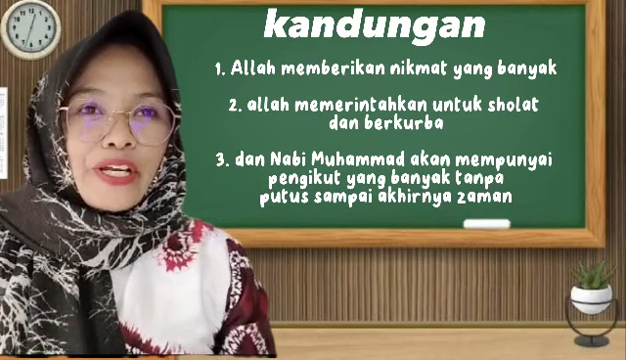 kandungan
1. Allah memberikan nikmat yang banyak
2. allah memerintahkan untuk sholat
dan berkurba
3. dan Nabi Muhammad akan mempunyai
pengikut yang banyak tanpa
putus sampai akhirnya zaman